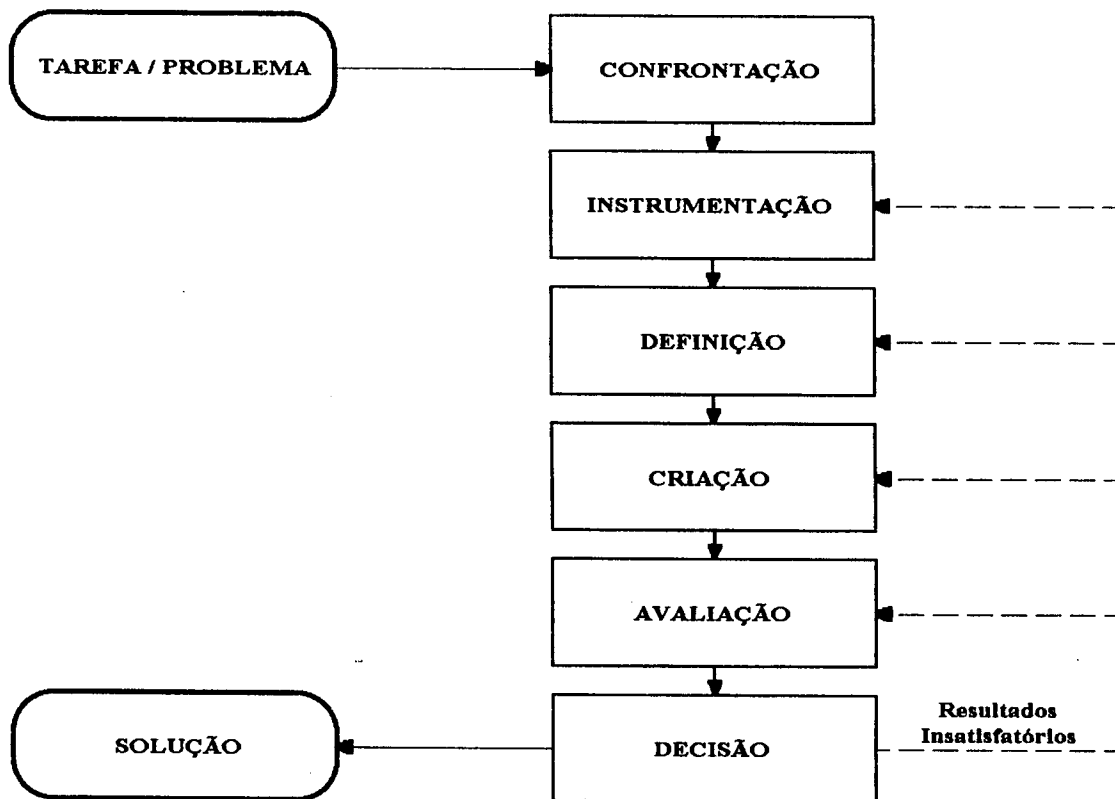 TAREFA / PROBLEMA
CONFRONTAÇÃO
INSTRUMENTAÇÃO
DEFINIÇÃO
CRIAÇÃO
AVALIAÇÃO
SOLUÇÃO
DECISÃO
Resultados
Insatisfatórios